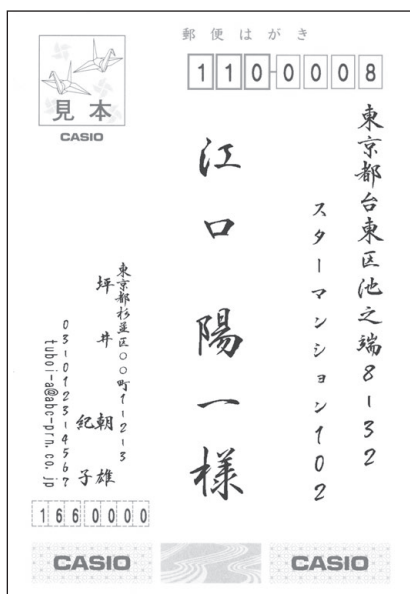 郵便はがき
110-0008
見本
CASIO
東京都台東区池之端8-32
スターマンション102
江口陽一様
東京都杉並区〇〇町1-2-3
坪井朝雄
紀子
03-0123-4567
tuboi-a@abc-prn.co.jp
1660000
CASIO
CASIO